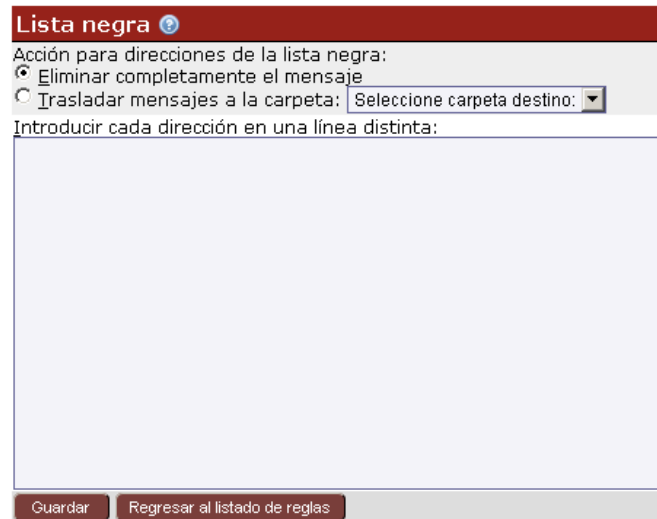 Lista negra
Acción para direcciones de la lista negra:
Eliminar completamente el mensaje
Trasladar mensajes a la carpeta: Seleccione carpeta destino:
Introducir cada dirección en una línea distinta:
Guardar Regresar al listado de reglas